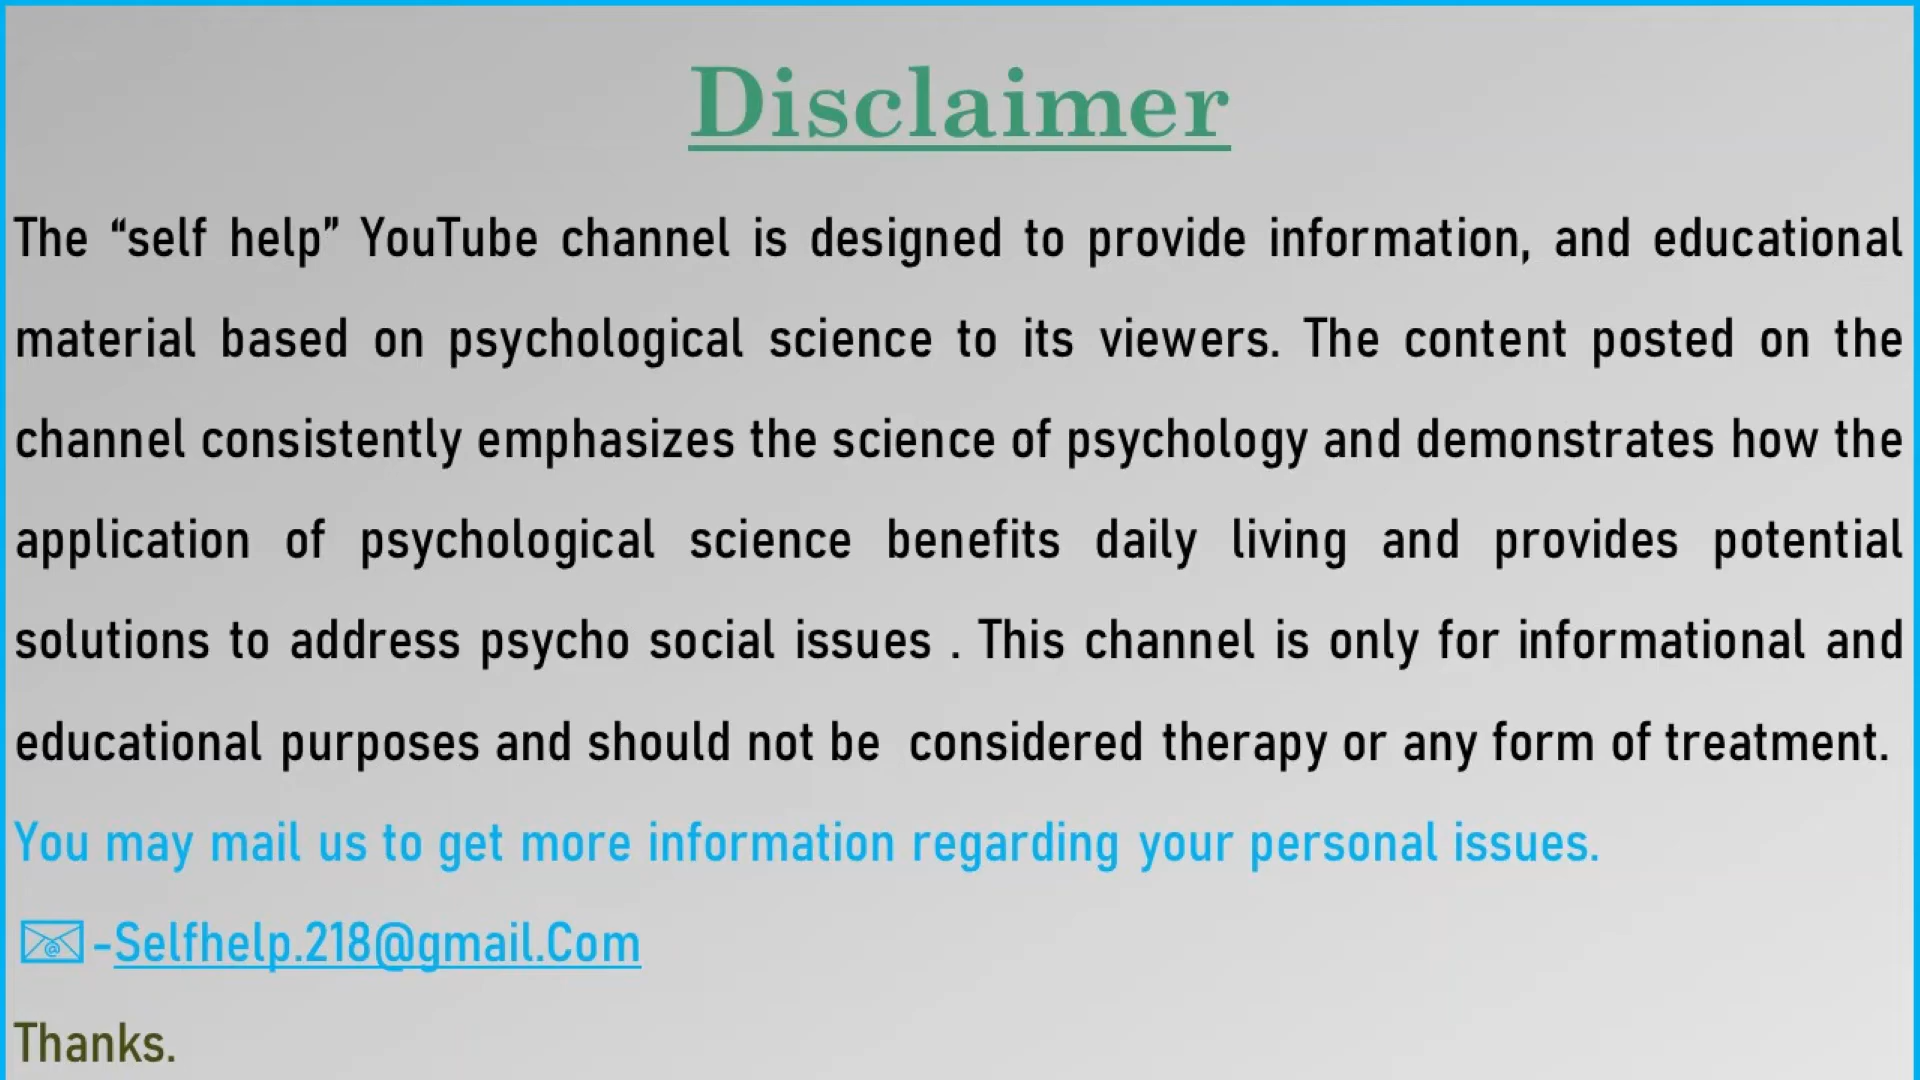 Disclaimer
The “self help” YouTube channel is designed to provide information, and educational
material based on psychological science to its viewers. The content posted on the
channel consistently emphasizes the science of psychology and demonstrates how the
application of psychological science benefits daily living and provides potential
solutions to address psycho social issues . This channel is only for informational and
educational purposes and should not be  considered therapy or any form of treatment.
You may mail us to get more information regarding your personal issues.
-Selfhelp.218@gmail.Com
Thanks.